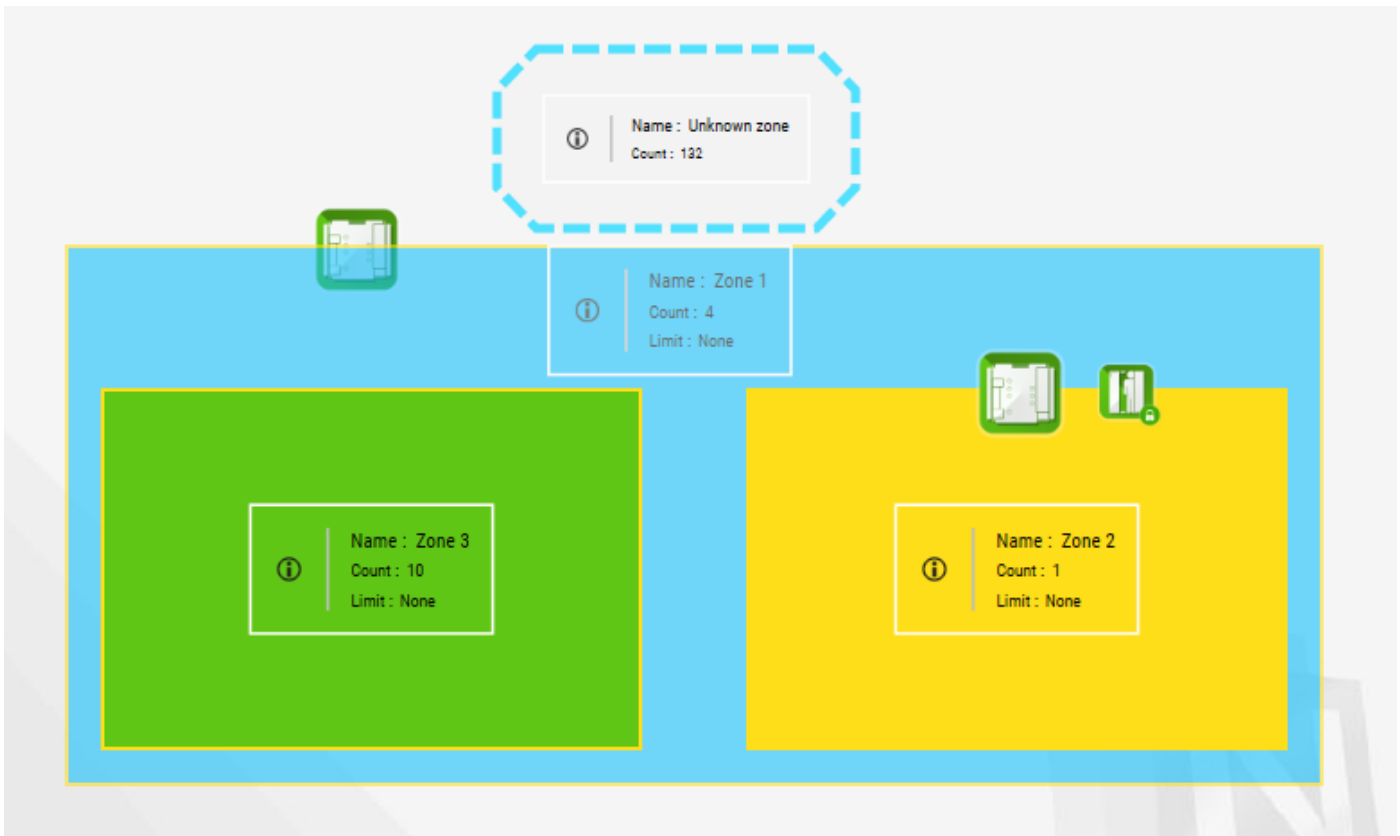 Name : Unknown zone
Count : 132
Name : Zone 1
Count : 4
Limit : None
Name : Zone 3
Count : 10
Limit : None
Name : Zone 2
Count : 1
Limit : None